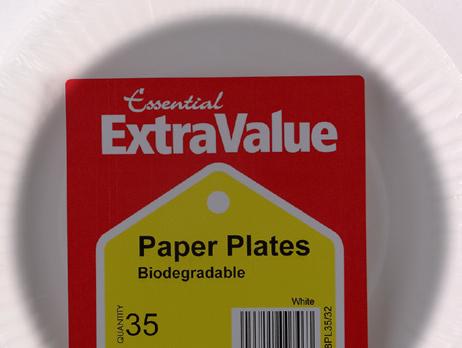 Essential
ExtraValue
Paper Plates
Biodegradable
White
QUANTITY
35
BPL35/32